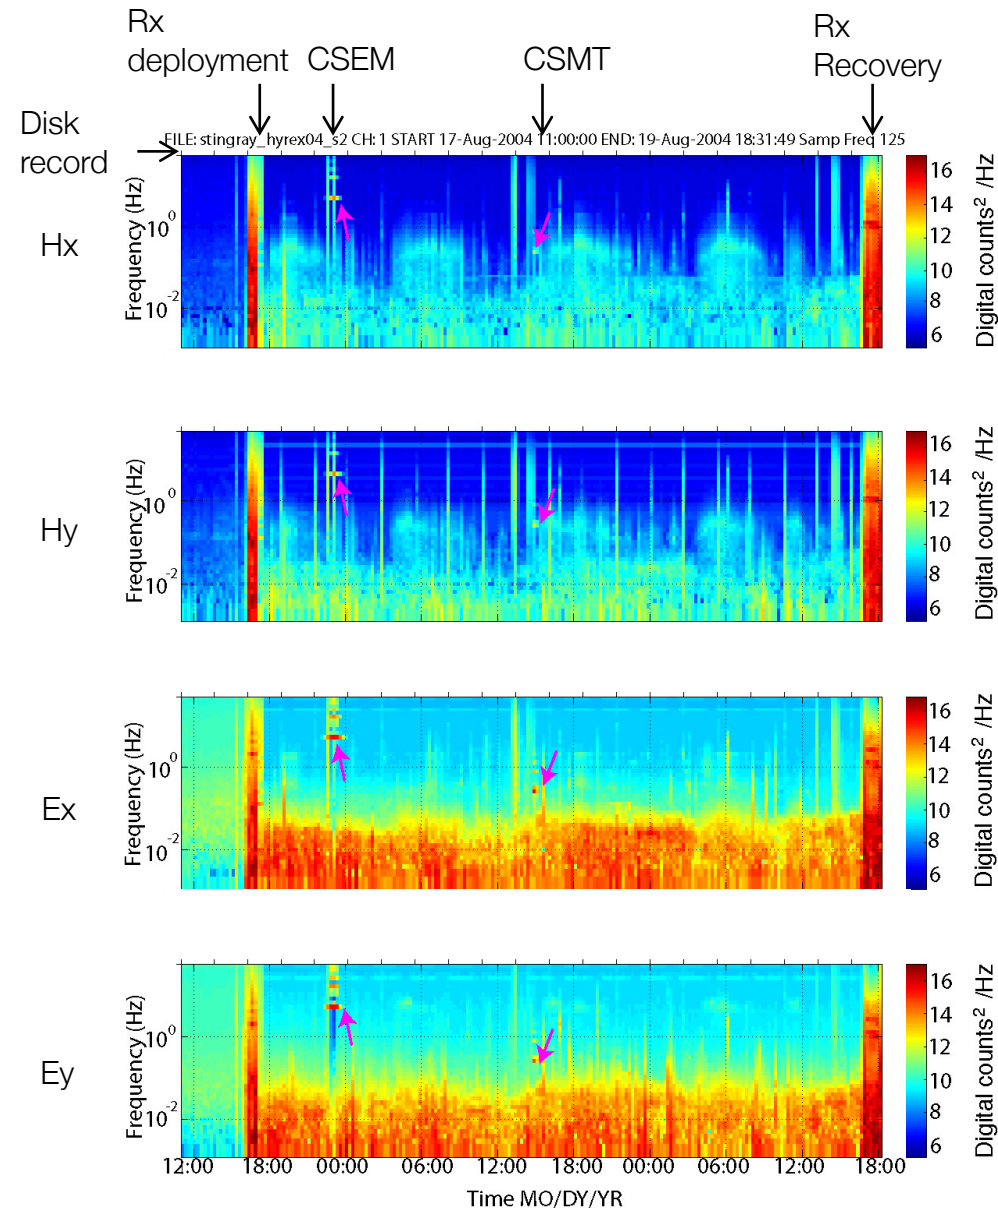 Rx
deployment
CSEM
CSMT
Rx
Recovery
Disk
record
FILE: stingray_hyrex04_s2 CH: 1 START 17-Aug-2004 11:00:00 END: 19-Aug-2004 18:31:49 Samp Freq 125
Hx
Frequency (Hz)
10⁰
10⁻²
16
14
12
10
8
6
Digital counts² /Hz
Hy
Frequency (Hz)
10⁰
10⁻²
16
14
12
10
8
6
Digital counts² /Hz
Ex
Frequency (Hz)
10⁰
10⁻²
16
14
12
10
8
6
Digital counts² /Hz
Ey
Frequency (Hz)
10⁰
10⁻²
16
14
12
10
8
6
Digital counts² /Hz
12:00 18:00 00:00 06:00 12:00 18:00 00:00 06:00 12:00 18:00
Time MO/DY/YR